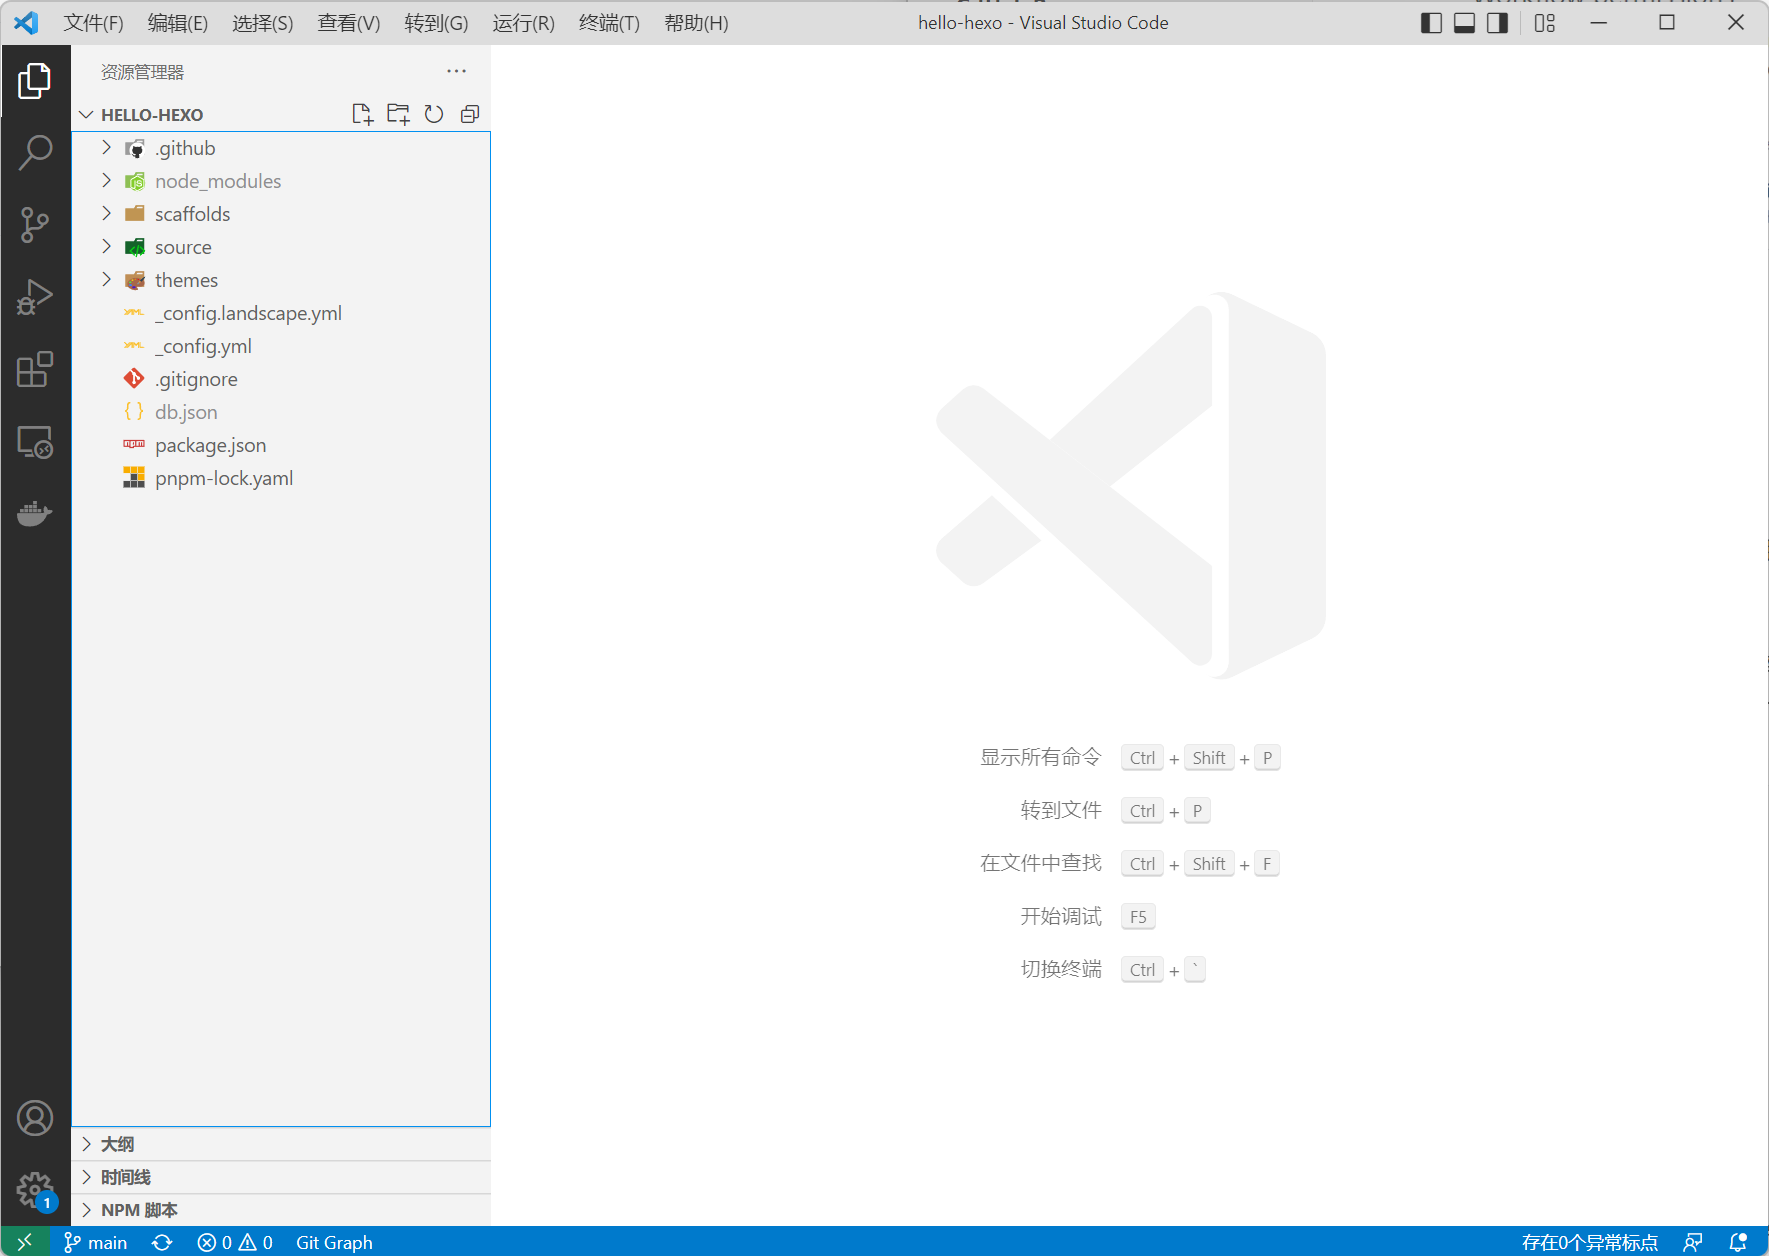 文件(F) 编辑(E) 选择(S) 查看(V) 转到(G) 运行(R) 终端(T) 帮助(H) hello-hexo - Visual Studio Code
资源管理器
HELLO-HEXO
.github
node_modules
scaffolds
source
themes
_config.landscape.yml
_config.yml
.gitignore
db.json
package.json
pnpm-lock.yaml
显示所有命令 Ctrl + Shift + P
转到文件 Ctrl + P
在文件中查找 Ctrl + Shift + F
开始调试 F5
切换终端 Ctrl + `
大纲
时间线
NPM 脚本
1
main 0 0 Git Graph 存在0个异常标点